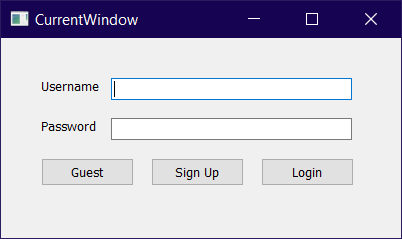 CurrentWindow
Username
Password
Guest Sign Up Login